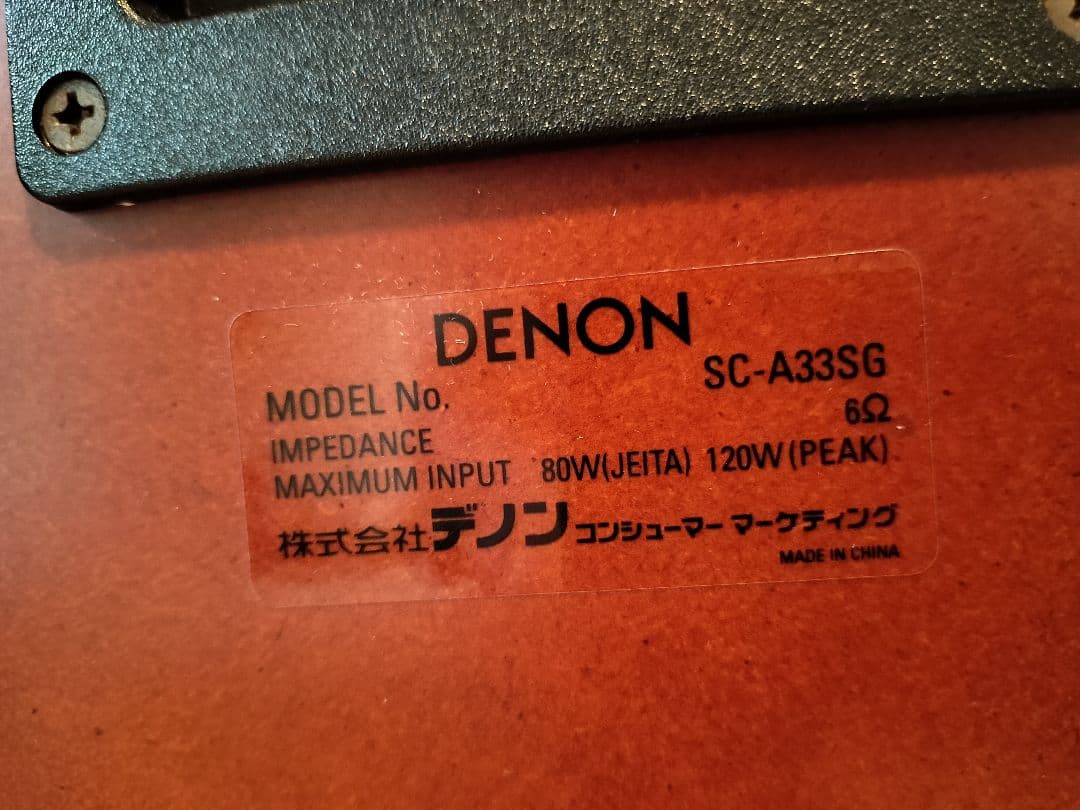 DENON
MODEL No. SC-A33SG
IMPEDANCE 6Ω
MAXIMUM INPUT 80W(JEITA) 120W(PEAK)
株式会社デノン コンシューマー マーケティング
MADE IN CHINA